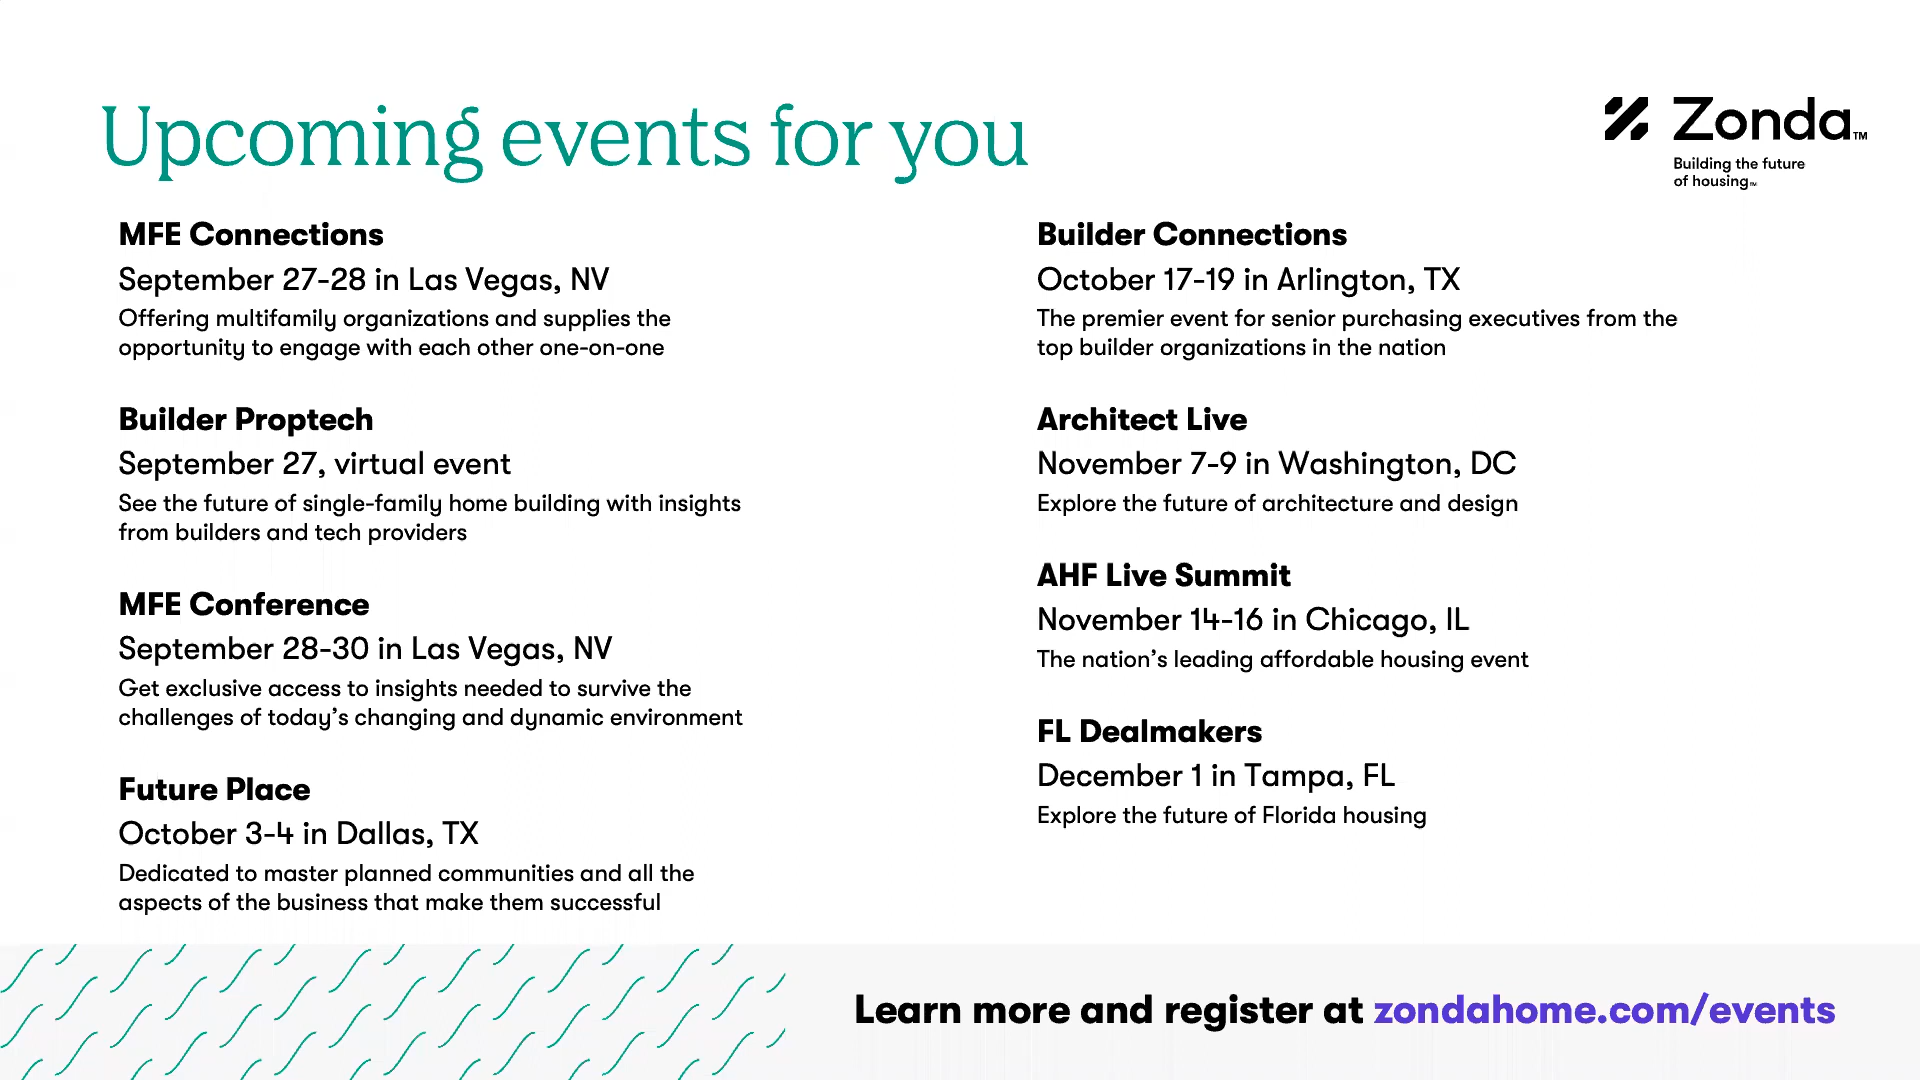 Upcoming events for you
Zonda™
Building the future
of housing™
MFE Connections
September 27-28 in Las Vegas, NV
Offering multifamily organizations and supplies the
opportunity to engage with each other one-on-one
Builder Proptech
September 27, virtual event
See the future of single-family home building with insights
from builders and tech providers
MFE Conference
September 28-30 in Las Vegas, NV
Get exclusive access to insights needed to survive the
challenges of today’s changing and dynamic environment
Future Place
October 3-4 in Dallas, TX
Dedicated to master planned communities and all the
aspects of the business that make them successful
Builder Connections
October 17-19 in Arlington, TX
The premier event for senior purchasing executives from the
top builder organizations in the nation
Architect Live
November 7-9 in Washington, DC
Explore the future of architecture and design
AHF Live Summit
November 14-16 in Chicago, IL
The nation’s leading affordable housing event
FL Dealmakers
December 1 in Tampa, FL
Explore the future of Florida housing
Learn more and register at zondahome.com/events